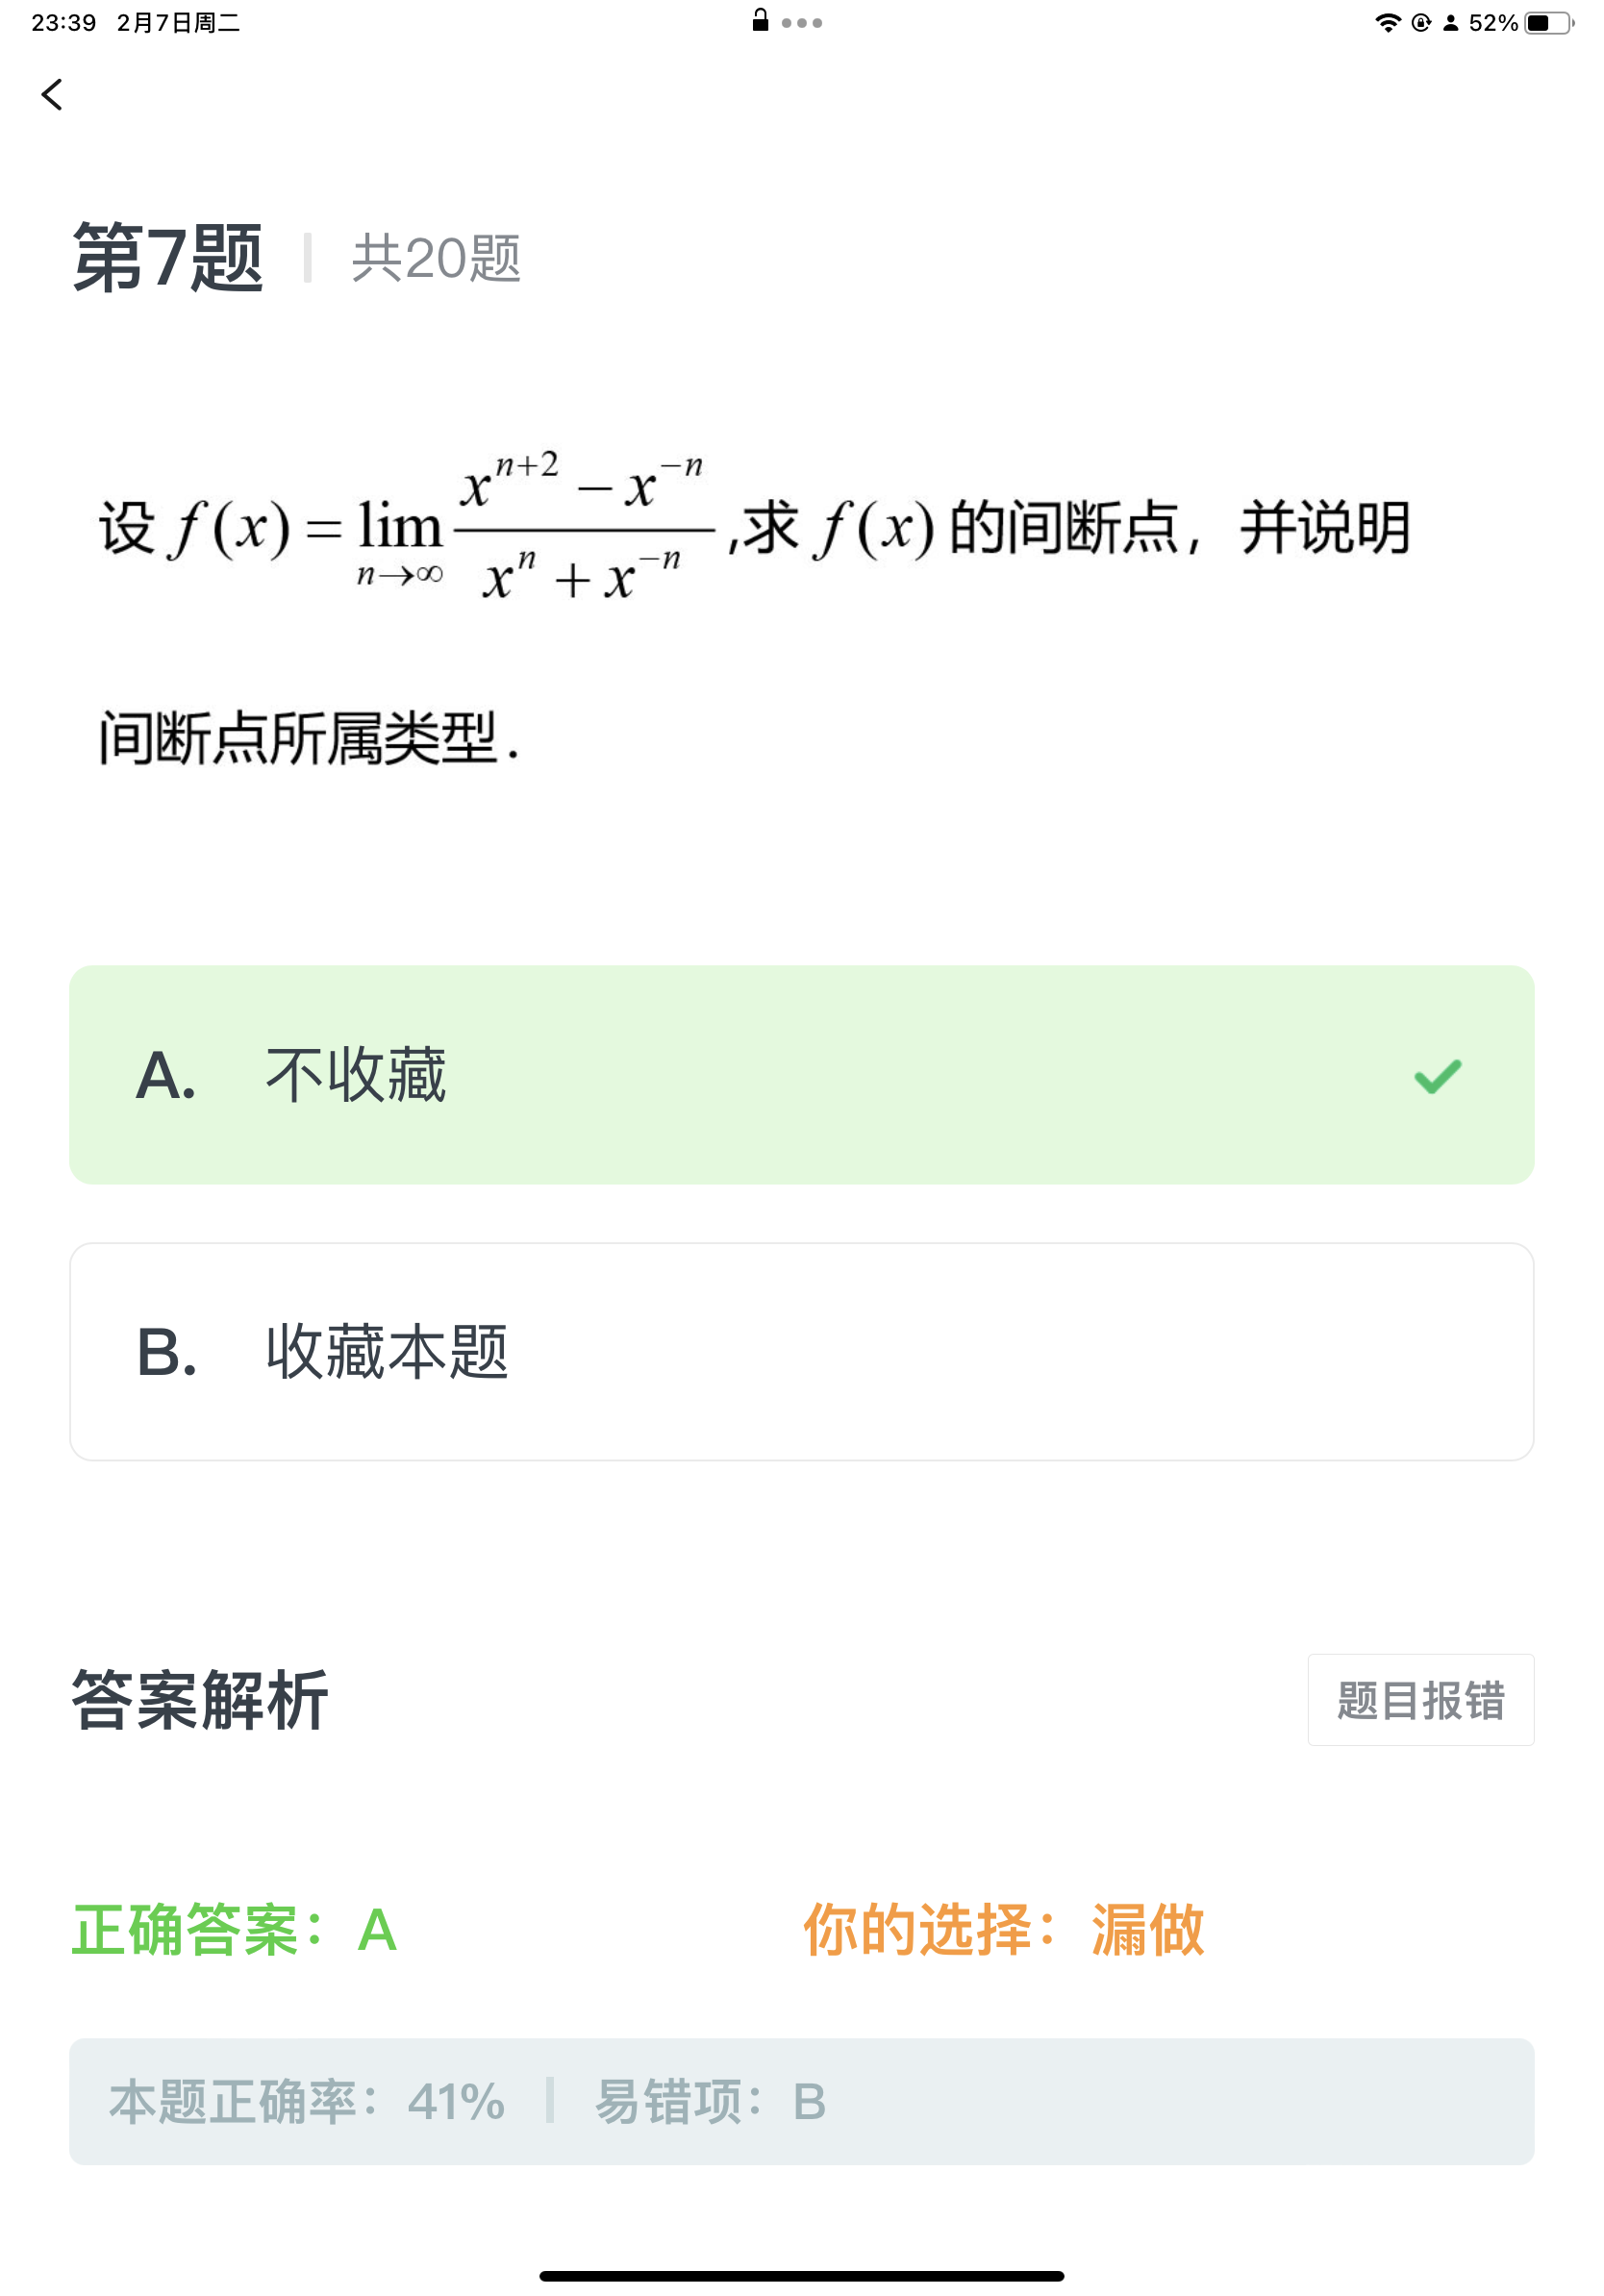 23:39 2月7日周二
52%
第7题 共20题
设 f(x) = lim_{n→∞} \frac{x^{n+2} - x^{-n}}{x^{n} + x^{-n}} ,求 f(x) 的间断点，并说明
间断点所属类型.
A. 不收藏
B. 收藏本题
答案解析 题目报错
正确答案：A 你的选择：漏做
本题正确率：41% 易错项：B